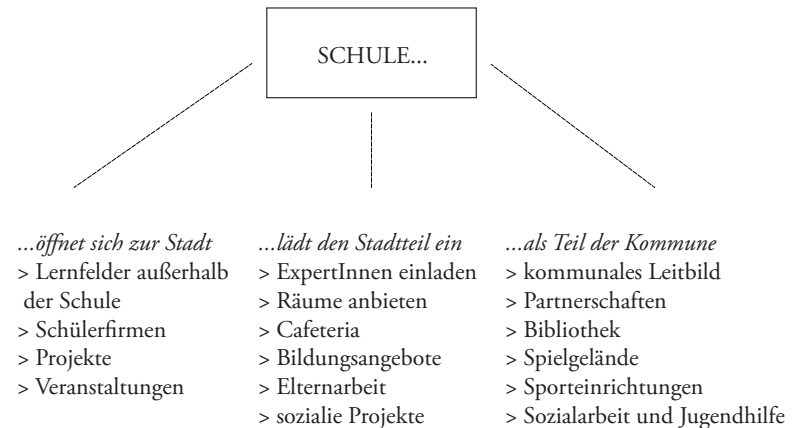 SCHULE...
...öffnet sich zur Stadt
> Lernfelder außerhalb
der Schule
> Schülerfirmen
> Projekte
> Veranstaltungen
...lädt den Stadtteil ein
> ExpertInnen einladen
> Räume anbieten
> Cafeteria
> Bildungsangebote
> Elternarbeit
> sozialie Projekte
...als Teil der Kommune
> kommunales Leitbild
> Partnerschaften
> Bibliothek
> Spielgelände
> Sporteinrichtungen
> Sozialarbeit und Jugendhilfe